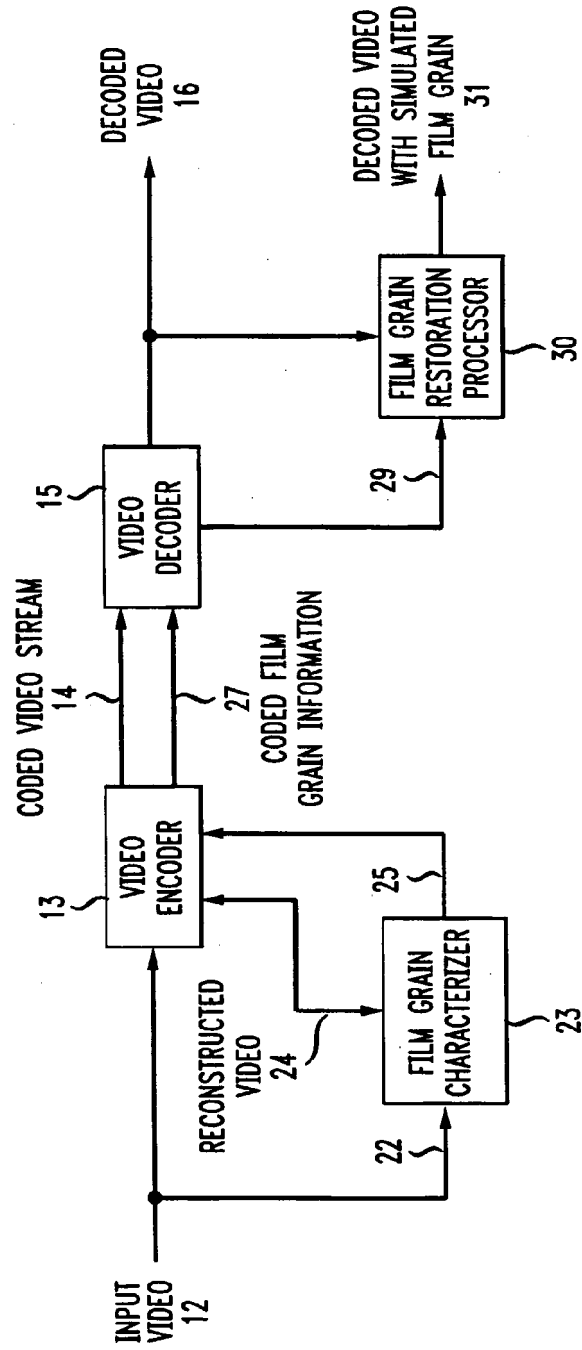 INPUT
VIDEO
12
22
RECONSTRUCTED
VIDEO
24
FILM GRAIN
CHARACTERIZER
23
25
13
VIDEO
ENCODER
CODED VIDEO STREAM
14
27
CODED FILM
GRAIN INFORMATION
15
VIDEO
DECODER
29
FILM GRAIN
RESTORATION
PROCESSOR
30
DECODED
VIDEO
16
DECODED VIDEO
WITH SIMULATED
FILM GRAIN
31